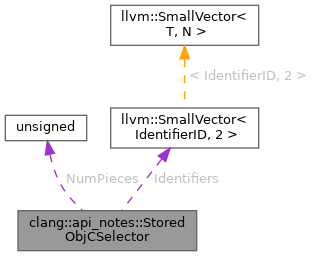 llvm::SmallVector<
T, N >
< IdentifierID, 2 >
unsigned
llvm::SmallVector<
IdentifierID, 2 >
NumPieces
Identifiers
clang::api_notes::Stored
ObjCSelector